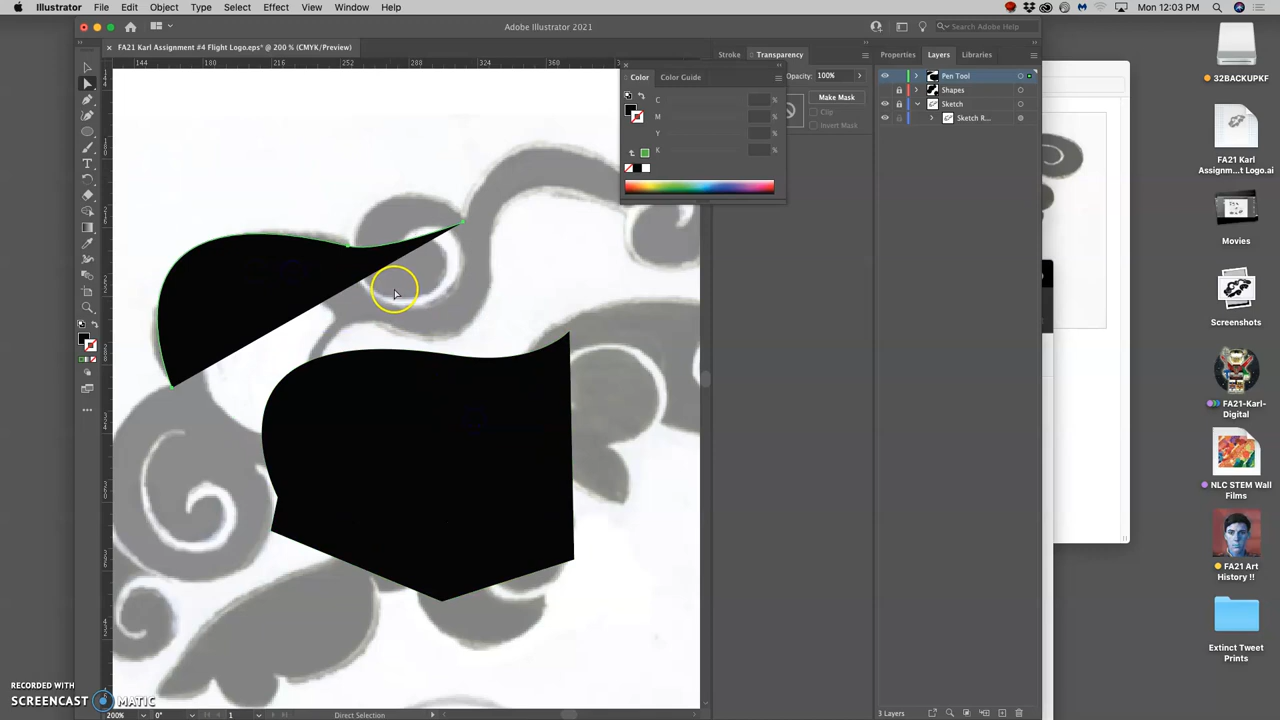 Illustrator File Edit Object Type Select Effect View Window Help
Mon 12:03 PM
Adobe Illustrator 2021
Search Adobe Help
× FA21 Karl Assignment #4 Flight Logo.eps* @ 200 % (CMYK/Preview)
144 180 216 252 288 324 360
Stroke Transparency
Properties Layers Libraries
Color Color Guide
Opacity: 100%
Make Mask
Clip
Invert Mask
C %
M %
Y %
K %
Pen Tool
Shapes
Sketch
Sketch R...
32BACKUPKF
FA21 Karl
Assignm...t Logo.ai
Movies
Screenshots
FA21-Karl-
Digital
NLC STEM Wall
Films
FA21 Art
History !!
Extinct Tweet
Prints
RECORDED WITH
SCREENCAST MATIC
200% 0° 1 Direct Selection
3 Layers